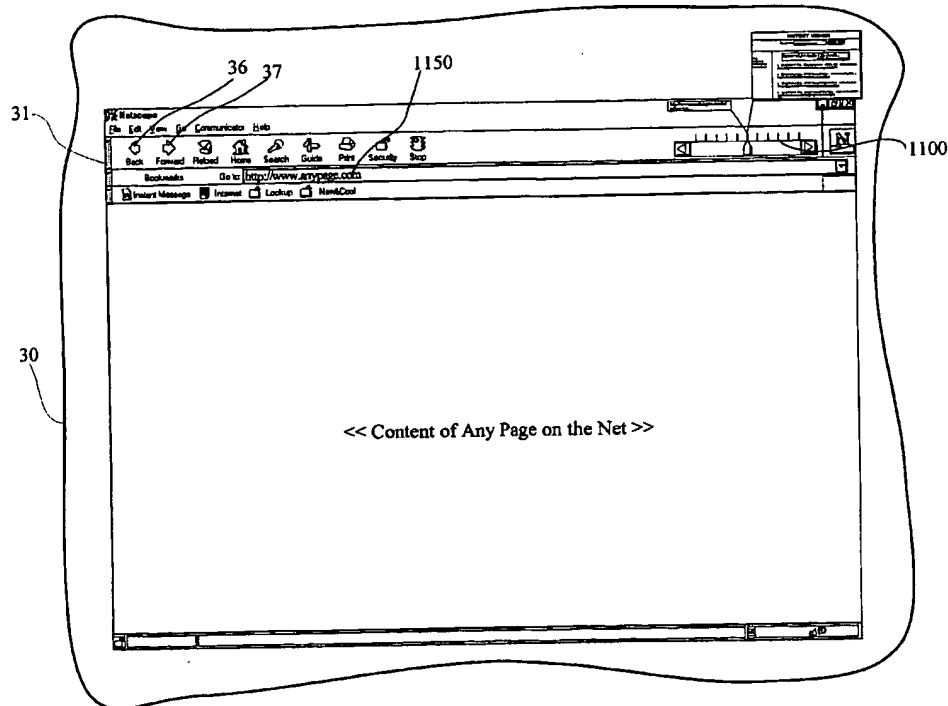 HISTORY VIEWER
36
37
1150
31
Netscape
File Edit View Go Communicator Help
1100
Back Forward Reload Home Search Guide Print Security Stop
N
Bookmarks Go to: http://www.anypage.com
Instant Message Internet Lookup New&Cool
30
<< Content of Any Page on the Net >>